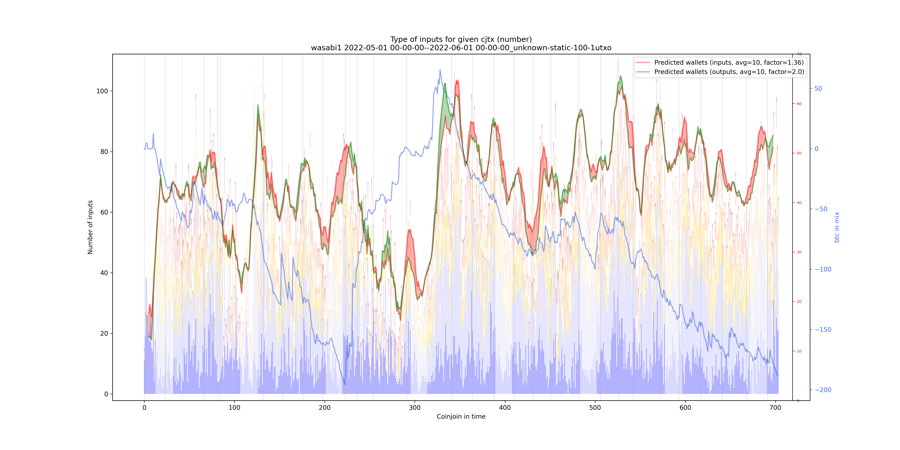 Type of inputs for given cjtx (number)
wasabi1 2022-05-01 00-00-00--2022-06-01 00-00-00_unknown-static-100-1utxo
Predicted wallets (inputs, avg=10, factor=1.36)
Predicted wallets (outputs, avg=10, factor=2.0)
Number of inputs
100
80
60
40
20
0
50
0
−50
−100
−150
−200
btc in mix
0 100 200 300 400 500 600 700
Coinjoin in time